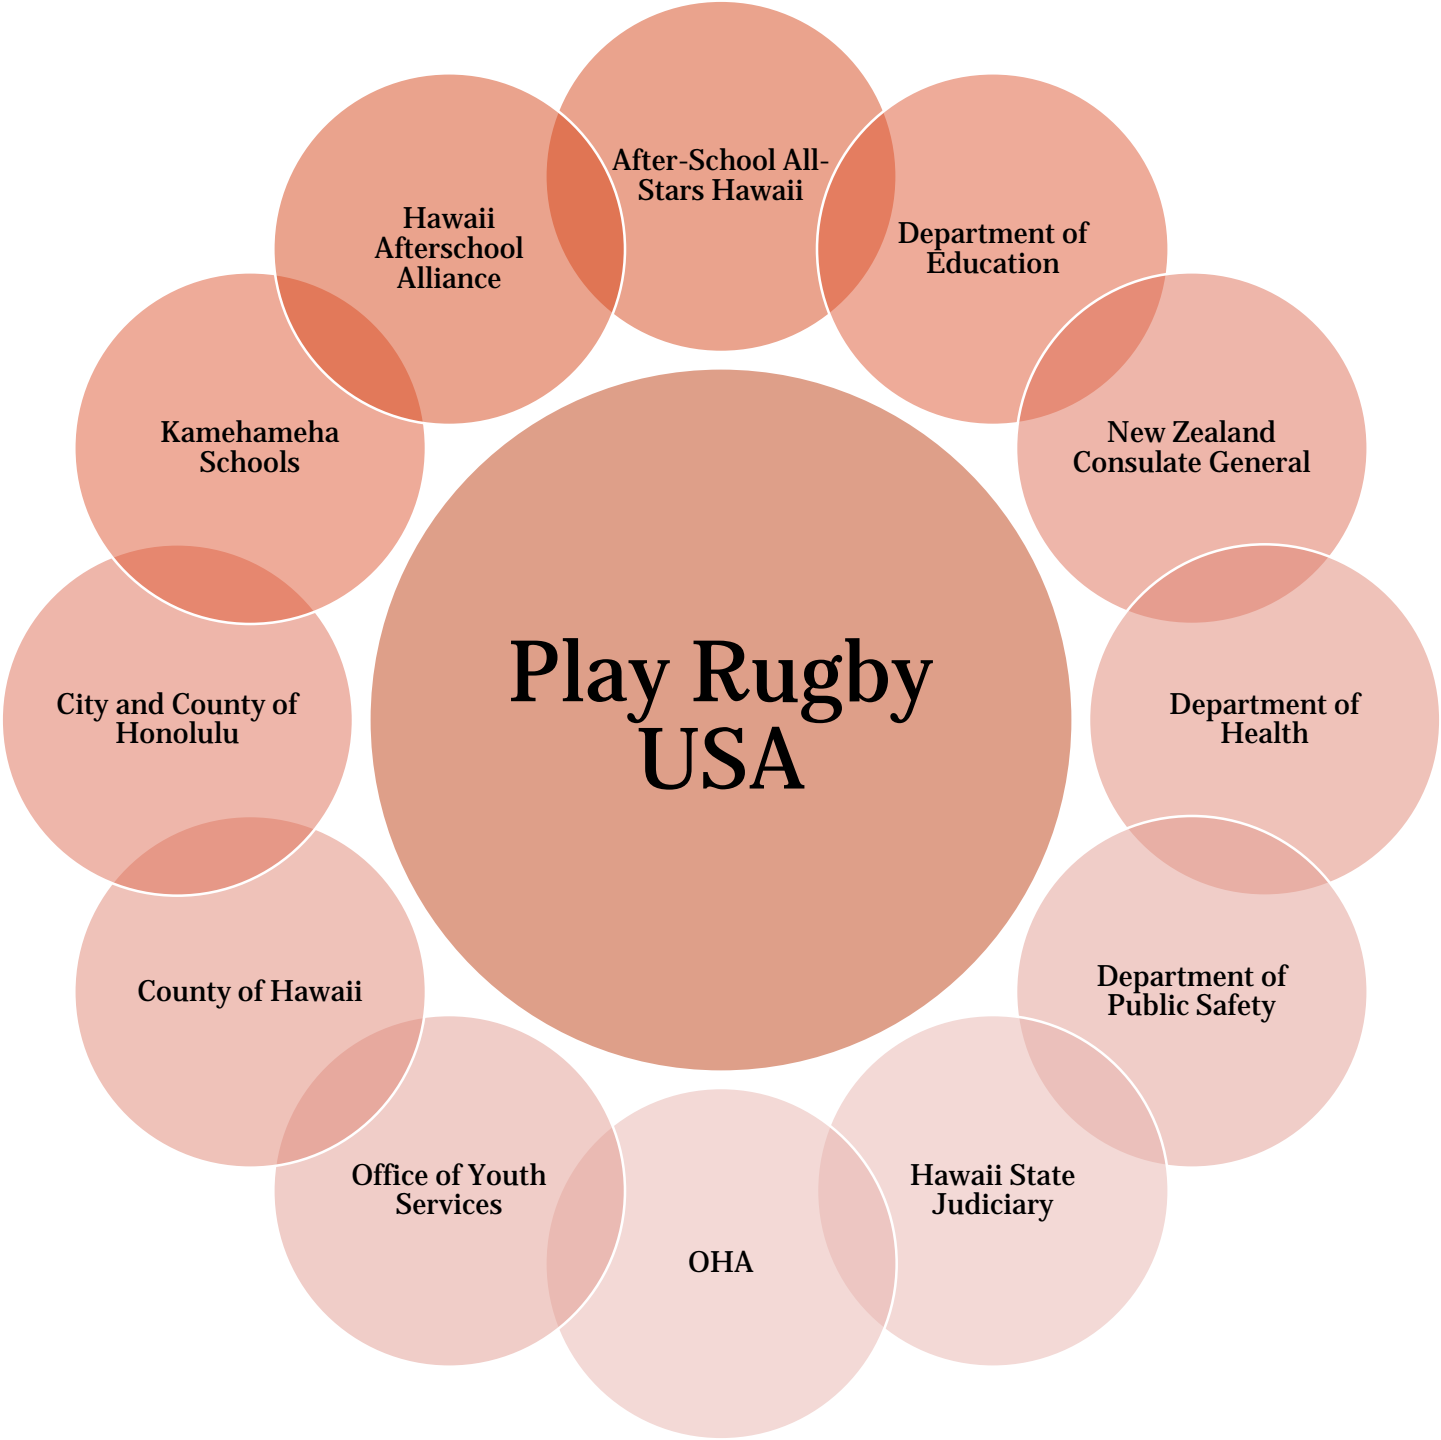 After-School All-
Stars Hawaii
Department of
Education
New Zealand
Consulate General
Department of
Health
Department of
Public Safety
Hawaii State
Judiciary
OHA
Office of Youth
Services
County of Hawaii
City and County of
Honolulu
Kamehameha
Schools
Hawaii
Afterschool
Alliance
Play Rugby
USA